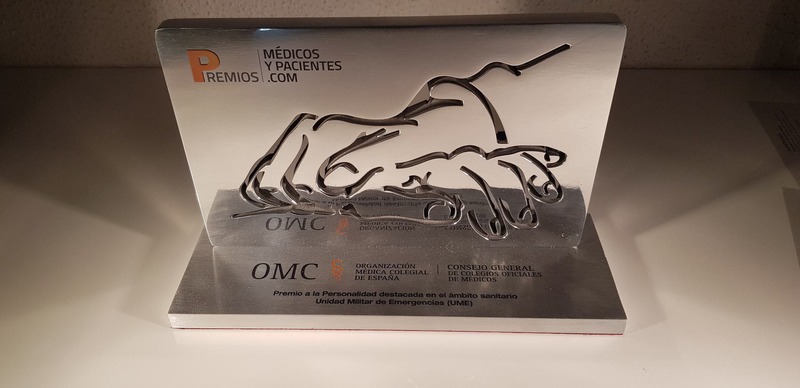 PREMIOS
MÉDICOS
Y PACIENTES
.COM
OMC
ORGANIZACIÓN
MÉDICA COLEGIAL
DE ESPAÑA
CONSEJO GENERAL
DE COLEGIOS OFICIALES
DE MÉDICOS
Premio a la Personalidad destacada en el ámbito sanitario
Unidad Militar de Emergencias (UME)